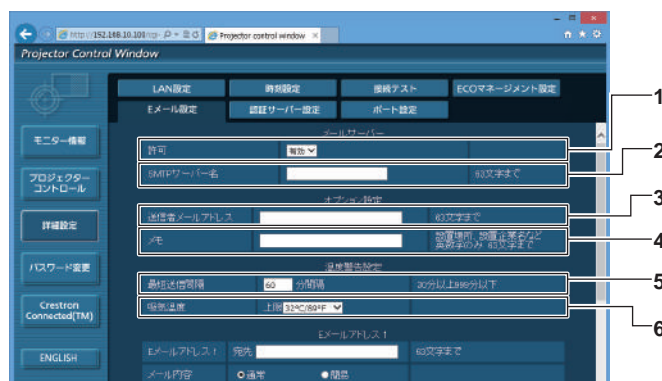 http://192.168.10.101/cgi-
Projector control window
Projector Control Window
LAN設定 時刻設定 接続テスト ECOマネージメント設定
Eメール設定 認証サーバー設定 ポート設定
モニター情報
プロジェクターコントロール
詳細設定
パスワード変更
Crestron Connected(TM)
ENGLISH
メールサーバー
許可 有効 1
SMTPサーバー名 63文字まで 2
オプション設定
送信者メールアドレス 63文字まで 3
メモ 設置場所、設置企業名など 英数字のみ 63文字まで 4
温度警告設定
最短送信間隔 60 分間隔 30分以上999分以下 5
吸気温度 上限 32°C/89°F 6
Eメールアドレス 1
Eメールアドレス 1 宛先 63文字まで
メール内容 通常 簡易